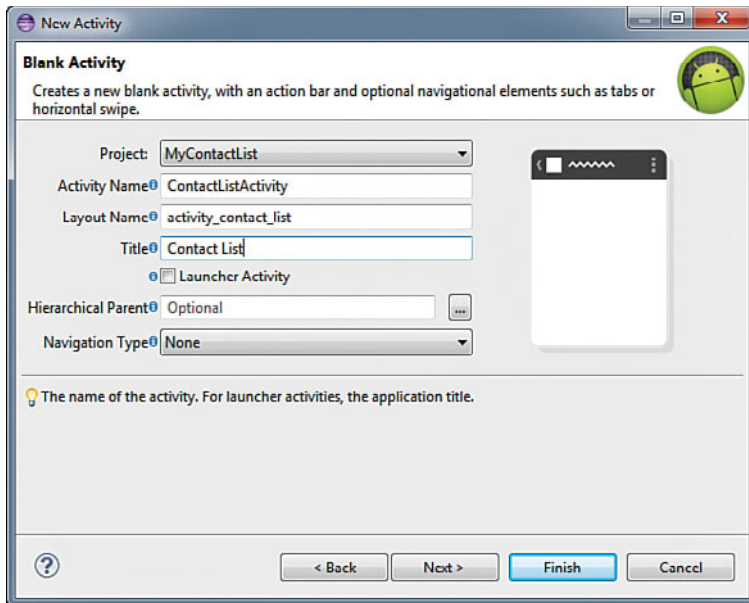 New Activity
Blank Activity
Creates a new blank activity, with an action bar and optional navigational elements such as tabs or
horizontal swipe.
Project: MyContactList
Activity Name ContactListActivity
Layout Name activity_contact_list
Title Contact List
Launcher Activity
Hierarchical Parent Optional ...
Navigation Type None
The name of the activity. For launcher activities, the application title.
? < Back Next > Finish Cancel